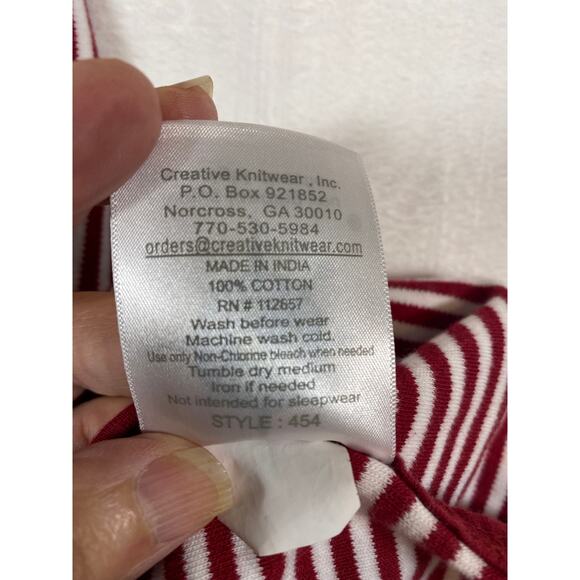 Creative Knitwear , Inc.
P.O. Box 921852
Norcross, GA 30010
770-530-5984
orders@creativeknitwear.com
MADE IN INDIA
100% COTTON
RN # 112657
Wash before wear
Machine wash cold.
Use only Non-Chlorine bleach when needed
Tumble dry medium
Iron if needed
Not intended for sleepwear
STYLE : 454